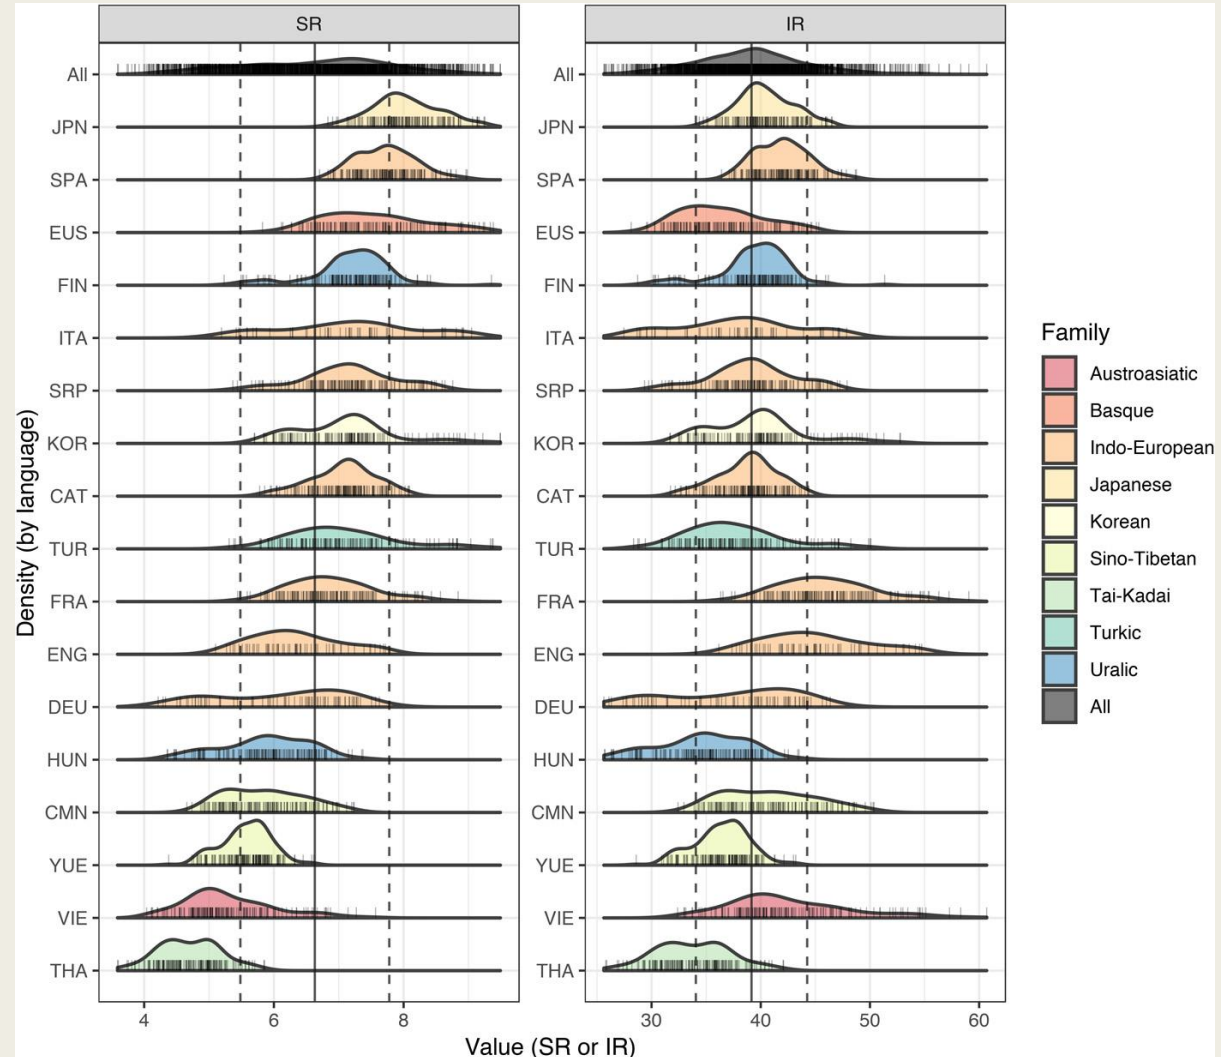 SR
IR
All
JPN
SPA
EUS
FIN
ITA
SRP
KOR
CAT
TUR
FRA
ENG
DEU
HUN
CMN
YUE
VIE
THA
All
JPN
SPA
EUS
FIN
ITA
SRP
KOR
CAT
TUR
FRA
ENG
DEU
HUN
CMN
YUE
VIE
THA
Density (by language)
4 6 8
30 40 50 60
Value (SR or IR)
Family
Austroasiatic
Basque
Indo-European
Japanese
Korean
Sino-Tibetan
Tai-Kadai
Turkic
Uralic
All